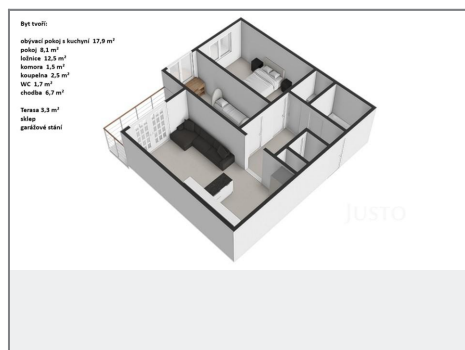 Byt tvoří:
obývací pokoj s kuchyní 17,9 m²
pokoj 8,1 m²
ložnice 12,5 m²
komora 1,5 m²
koupelna 2,5 m²
WC 1,7 m²
chodba 6,7 m²
Terasa 3,3 m²
sklep
garážové stání
JUSTO